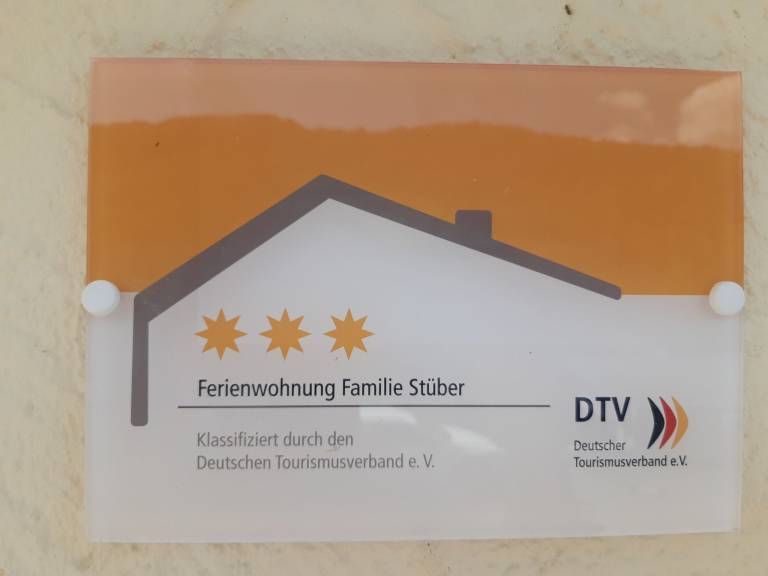 Ferienwohnung Familie Stüber
Klassifiziert durch den
Deutschen Tourismusverband e. V.
DTV
Deutscher
Tourismusverband e.V.